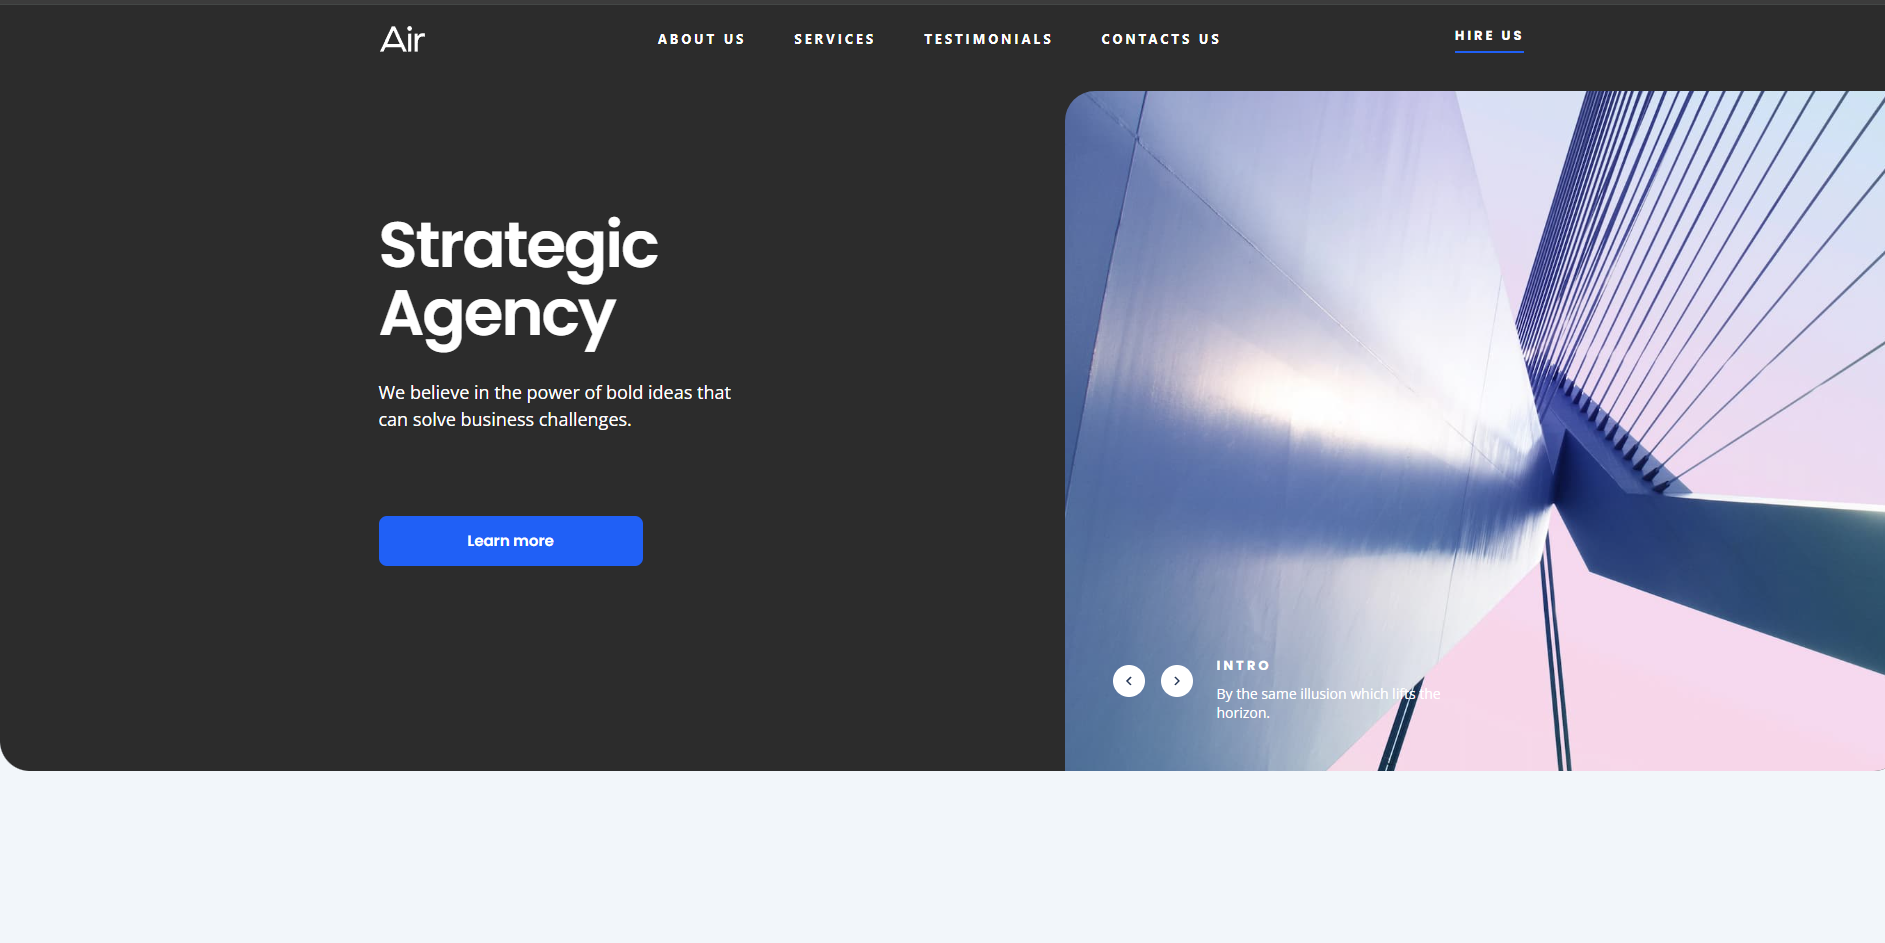 Air
ABOUT US
SERVICES
TESTIMONIALS
CONTACTS US
HIRE US
Strategic
Agency
We believe in the power of bold ideas that
can solve business challenges.
Learn more
INTRO
By the same illusion which lifts the
horizon.